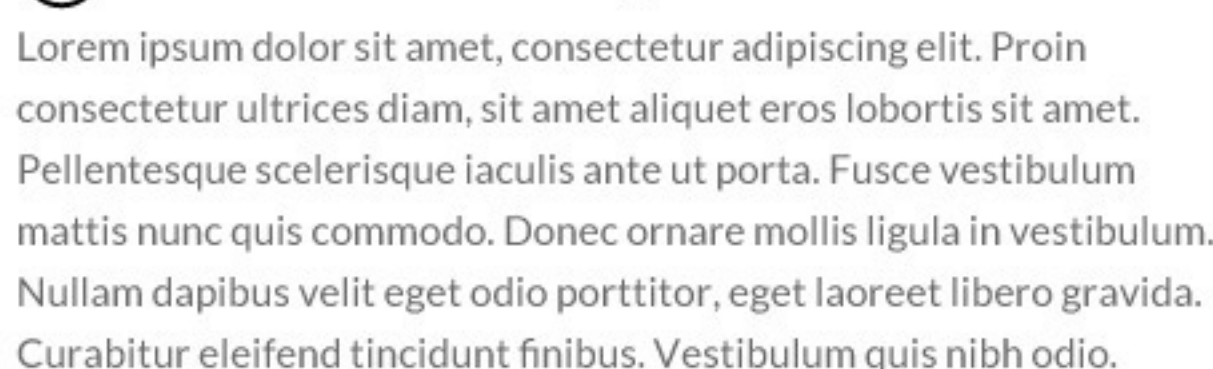 Lorem ipsum dolor sit amet, consectetur adipiscing elit. Proin
consectetur ultrices diam, sit amet aliquet eros lobortis sit amet.
Pellentesque scelerisque iaculis ante ut porta. Fusce vestibulum
mattis nunc quis commodo. Donec ornare mollis ligula in vestibulum.
Nullam dapibus velit eget odio porttitor, eget laoreet libero gravida.
Curabitur eleifend tincidunt finibus. Vestibulum quis nibh odio.